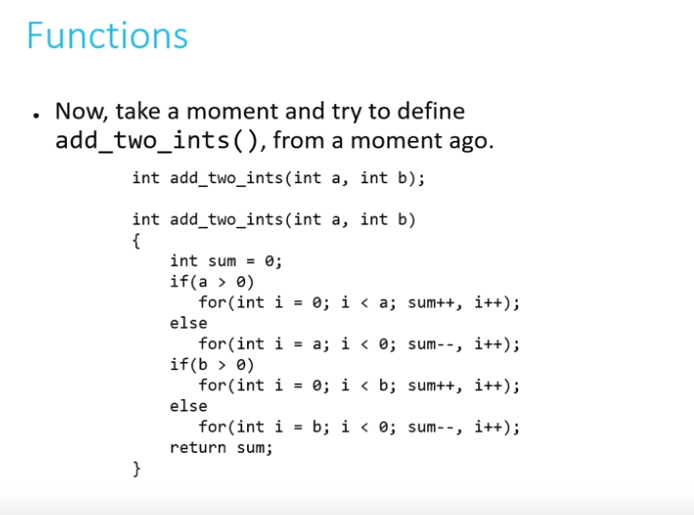 Functions
• Now, take a moment and try to define
add_two_ints(), from a moment ago.
int add_two_ints(int a, int b);
int add_two_ints(int a, int b)
{
int sum = 0;
if(a > 0)
for(int i = 0; i < a; sum++, i++);
else
for(int i = a; i < 0; sum--, i++);
if(b > 0)
for(int i = 0; i < b; sum++, i++);
else
for(int i = b; i < 0; sum--, i++);
return sum;
}